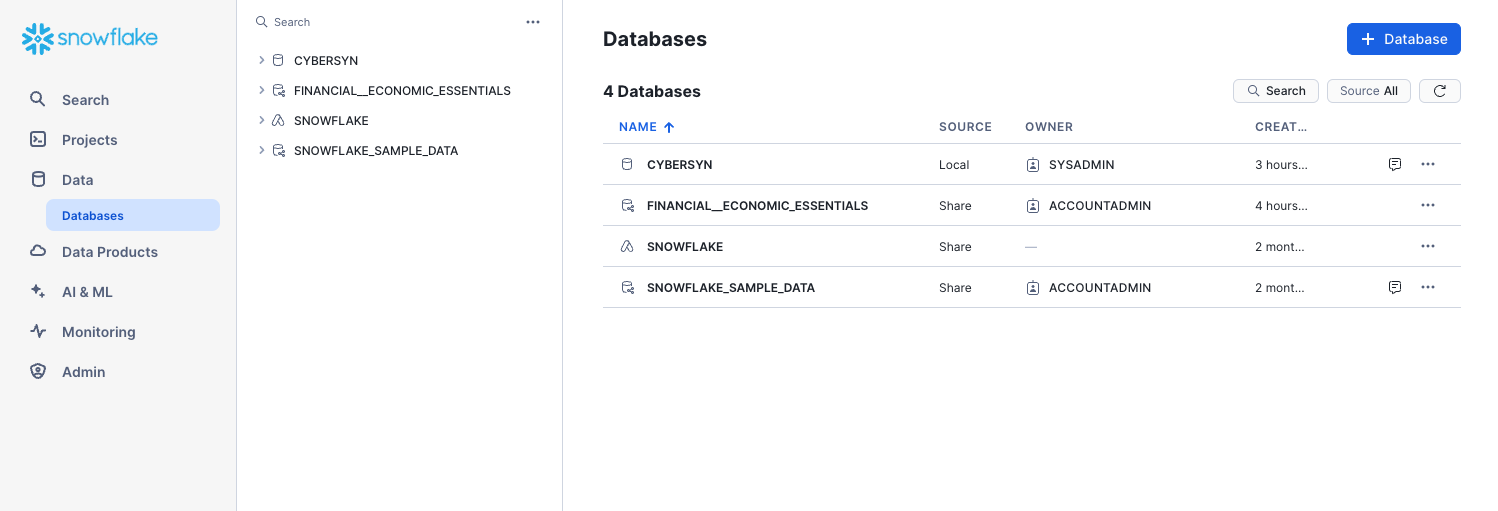 snowflake
Search
Projects
Data
Databases
Data Products
AI & ML
Monitoring
Admin
Search
CYBERSYN
FINANCIAL__ECONOMIC_ESSENTIALS
SNOWFLAKE
SNOWFLAKE_SAMPLE_DATA
Databases
+ Database
4 Databases
Search
Source All
NAME SOURCE OWNER CREAT…
CYBERSYN Local SYSADMIN 3 hours…
FINANCIAL__ECONOMIC_ESSENTIALS Share ACCOUNTADMIN 4 hours…
SNOWFLAKE Share — 2 mont…
SNOWFLAKE_SAMPLE_DATA Share ACCOUNTADMIN 2 mont…